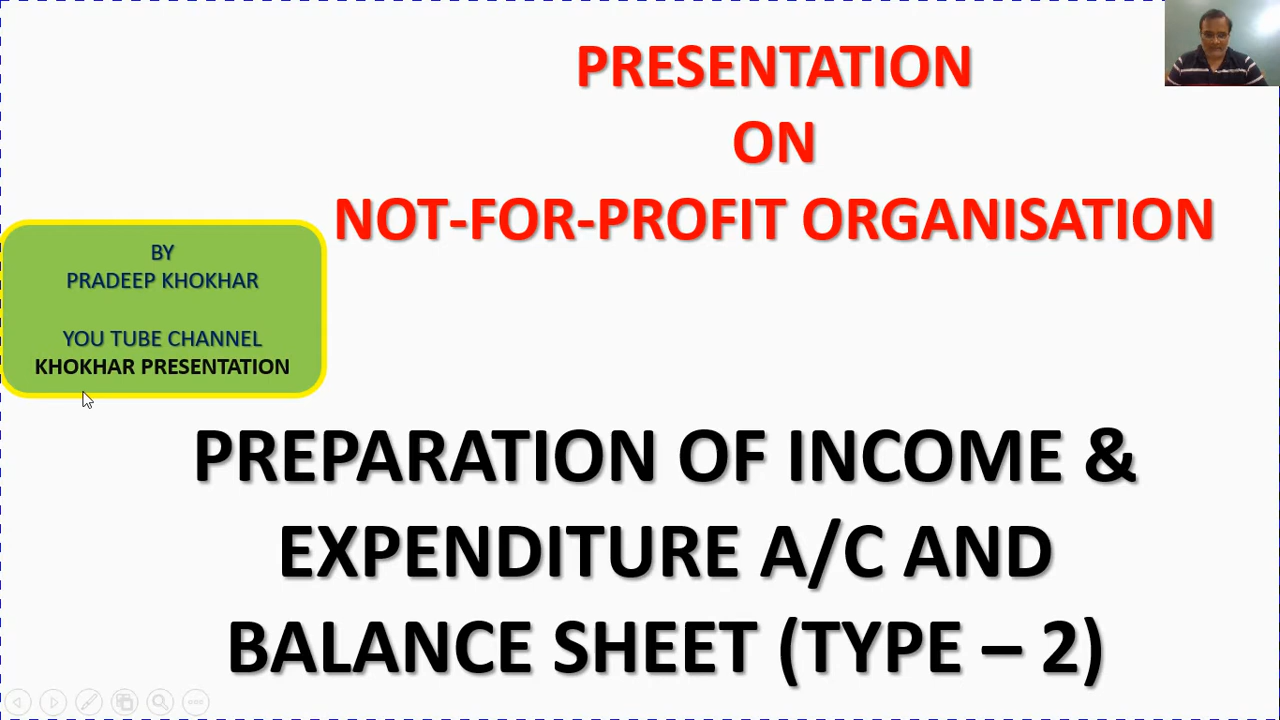 PRESENTATION
ON
NOT-FOR-PROFIT ORGANISATION
BY
PRADEEP KHOKHAR
YOU TUBE CHANNEL
KHOKHAR PRESENTATION
PREPARATION OF INCOME &
EXPENDITURE A/C AND
BALANCE SHEET (TYPE – 2)